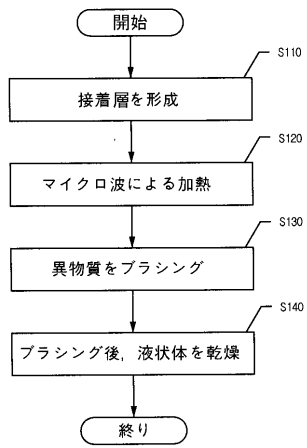 開始
S110
接着層を形成
S120
マイクロ波による加熱
S130
異物質をブラシング
S140
ブラシング後，液状体を乾燥
終り